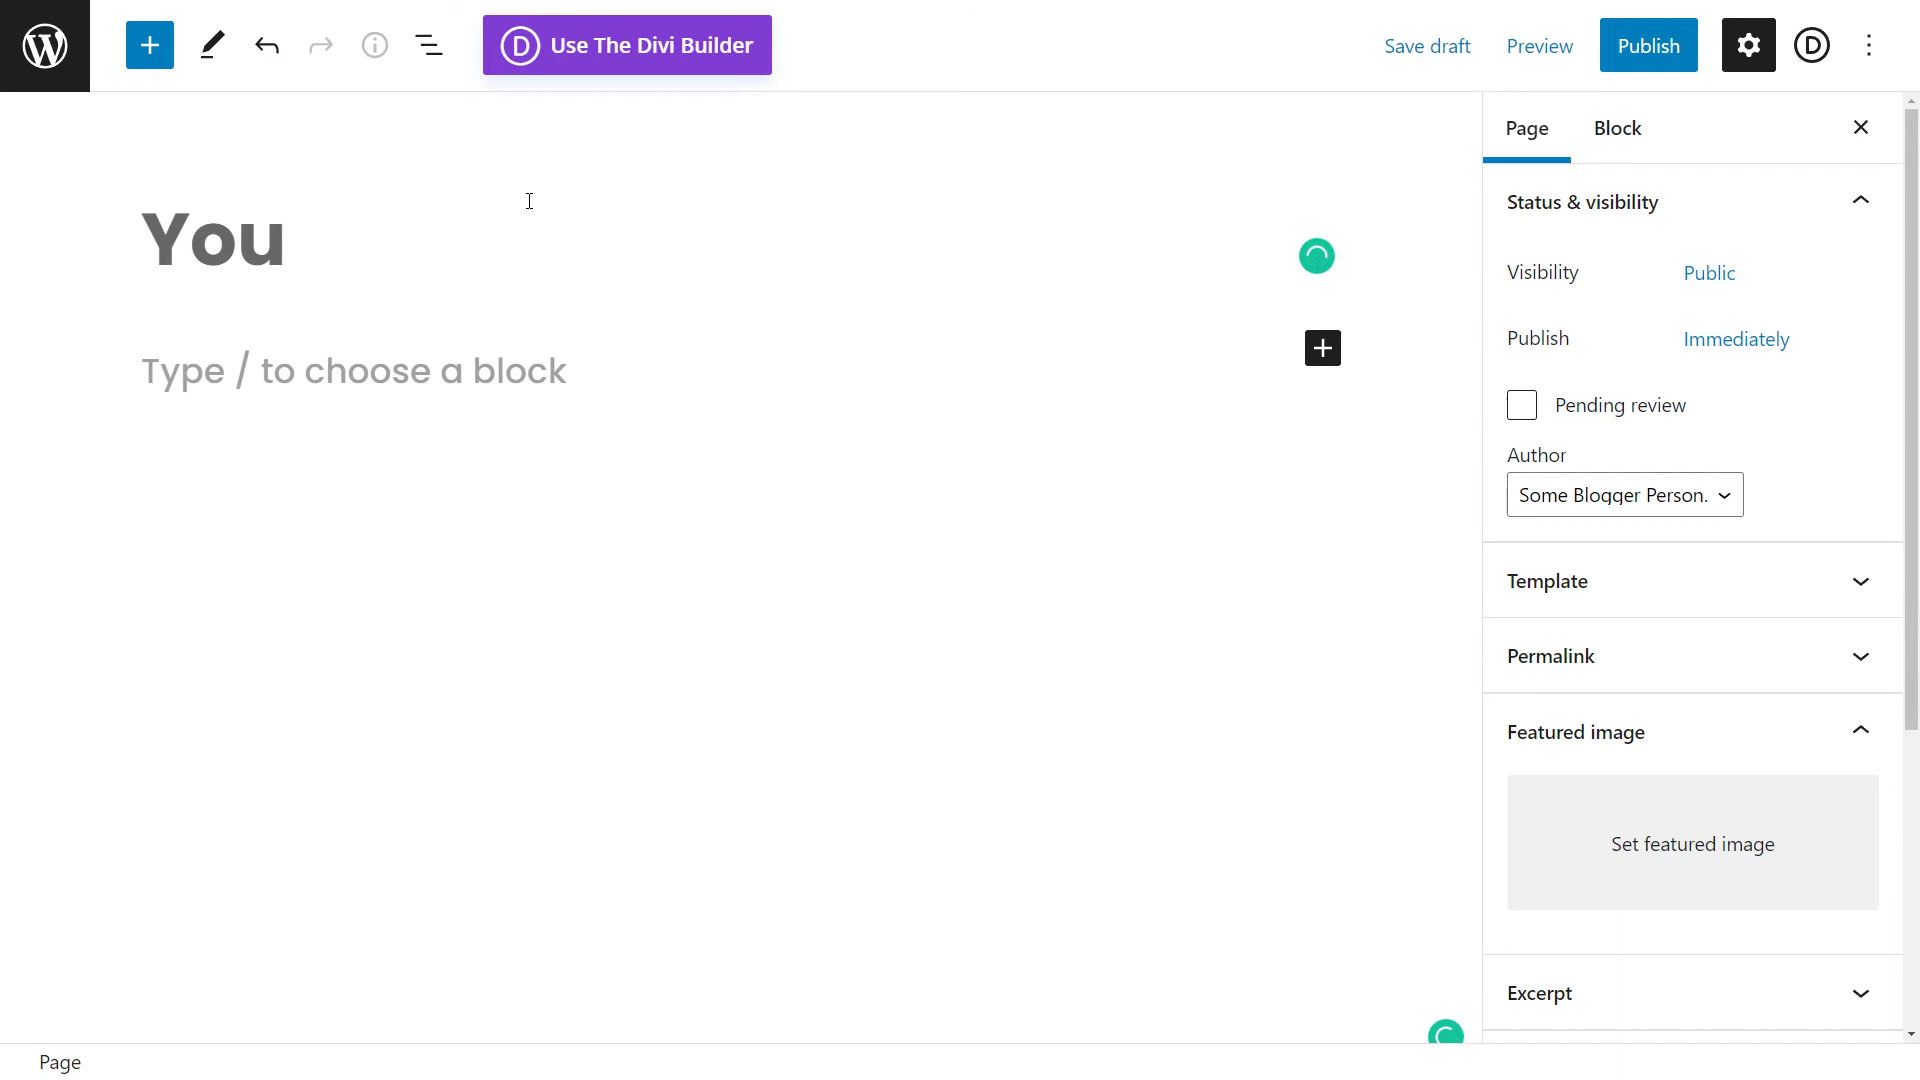 Use The Divi Builder
Save draft
Preview
Publish
Page
Block
You
Type / to choose a block
Status & visibility
Visibility
Public
Publish
Immediately
Pending review
Author
Some Blogger Person.
Template
Permalink
Featured image
Set featured image
Excerpt
Page